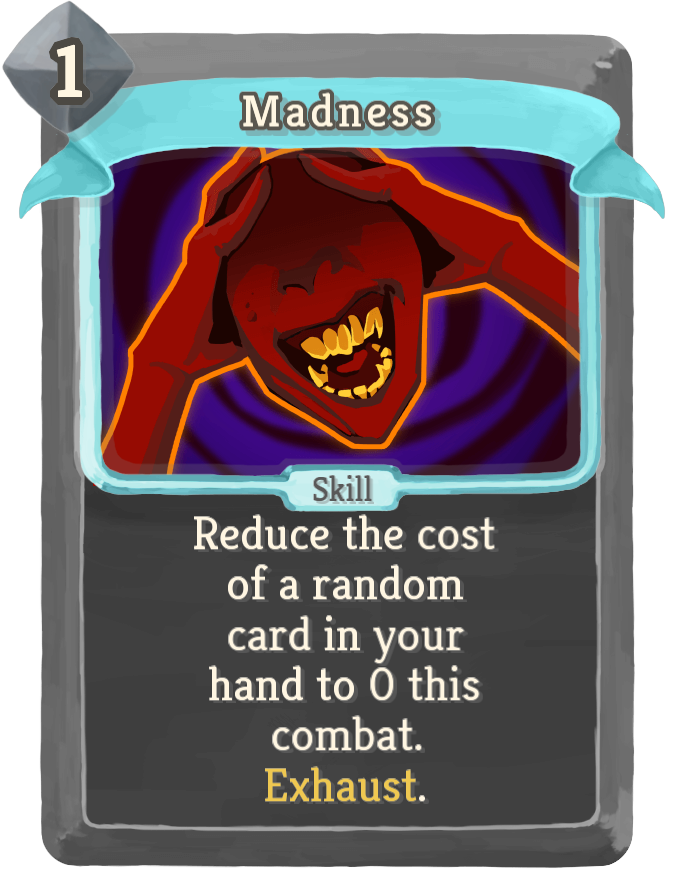 1
Madness
Skill
Reduce the cost
of a random
card in your
hand to 0 this
combat.
Exhaust.